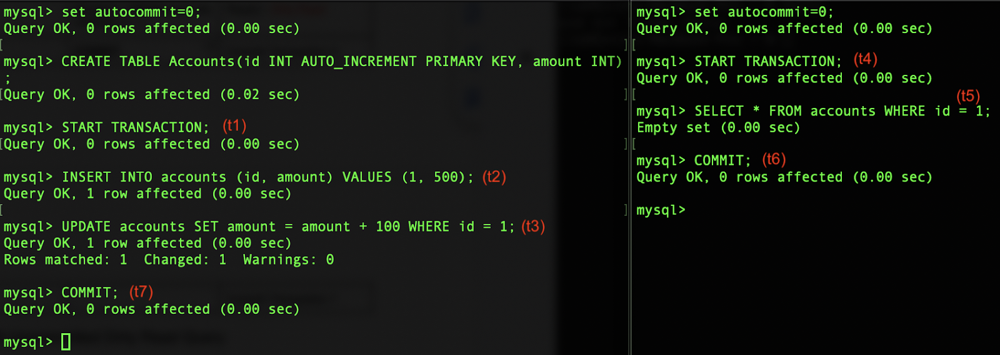 mysql> set autocommit=0;
Query OK, 0 rows affected (0.00 sec)
[ ]
mysql> CREATE TABLE Accounts(id INT AUTO_INCREMENT PRIMARY KEY, amount INT)
;
[Query OK, 0 rows affected (0.02 sec) ]
mysql> START TRANSACTION; (t1)
[Query OK, 0 rows affected (0.00 sec) ]
mysql> INSERT INTO accounts (id, amount) VALUES (1, 500); (t2)
Query OK, 1 row affected (0.00 sec)
[ ]
mysql> UPDATE accounts SET amount = amount + 100 WHERE id = 1; (t3)
Query OK, 1 row affected (0.00 sec)
Rows matched: 1  Changed: 1  Warnings: 0
mysql> COMMIT; (t7)
Query OK, 0 rows affected (0.00 sec)
mysql>
mysql> set autocommit=0;
Query OK, 0 rows affected (0.00 sec)
[
mysql> START TRANSACTION; (t4)
Query OK, 0 rows affected (0.00 sec)
[
(t5)
mysql> SELECT * FROM accounts WHERE id = 1;
Empty set (0.00 sec)
[
mysql> COMMIT; (t6)
Query OK, 0 rows affected (0.00 sec)
mysql>